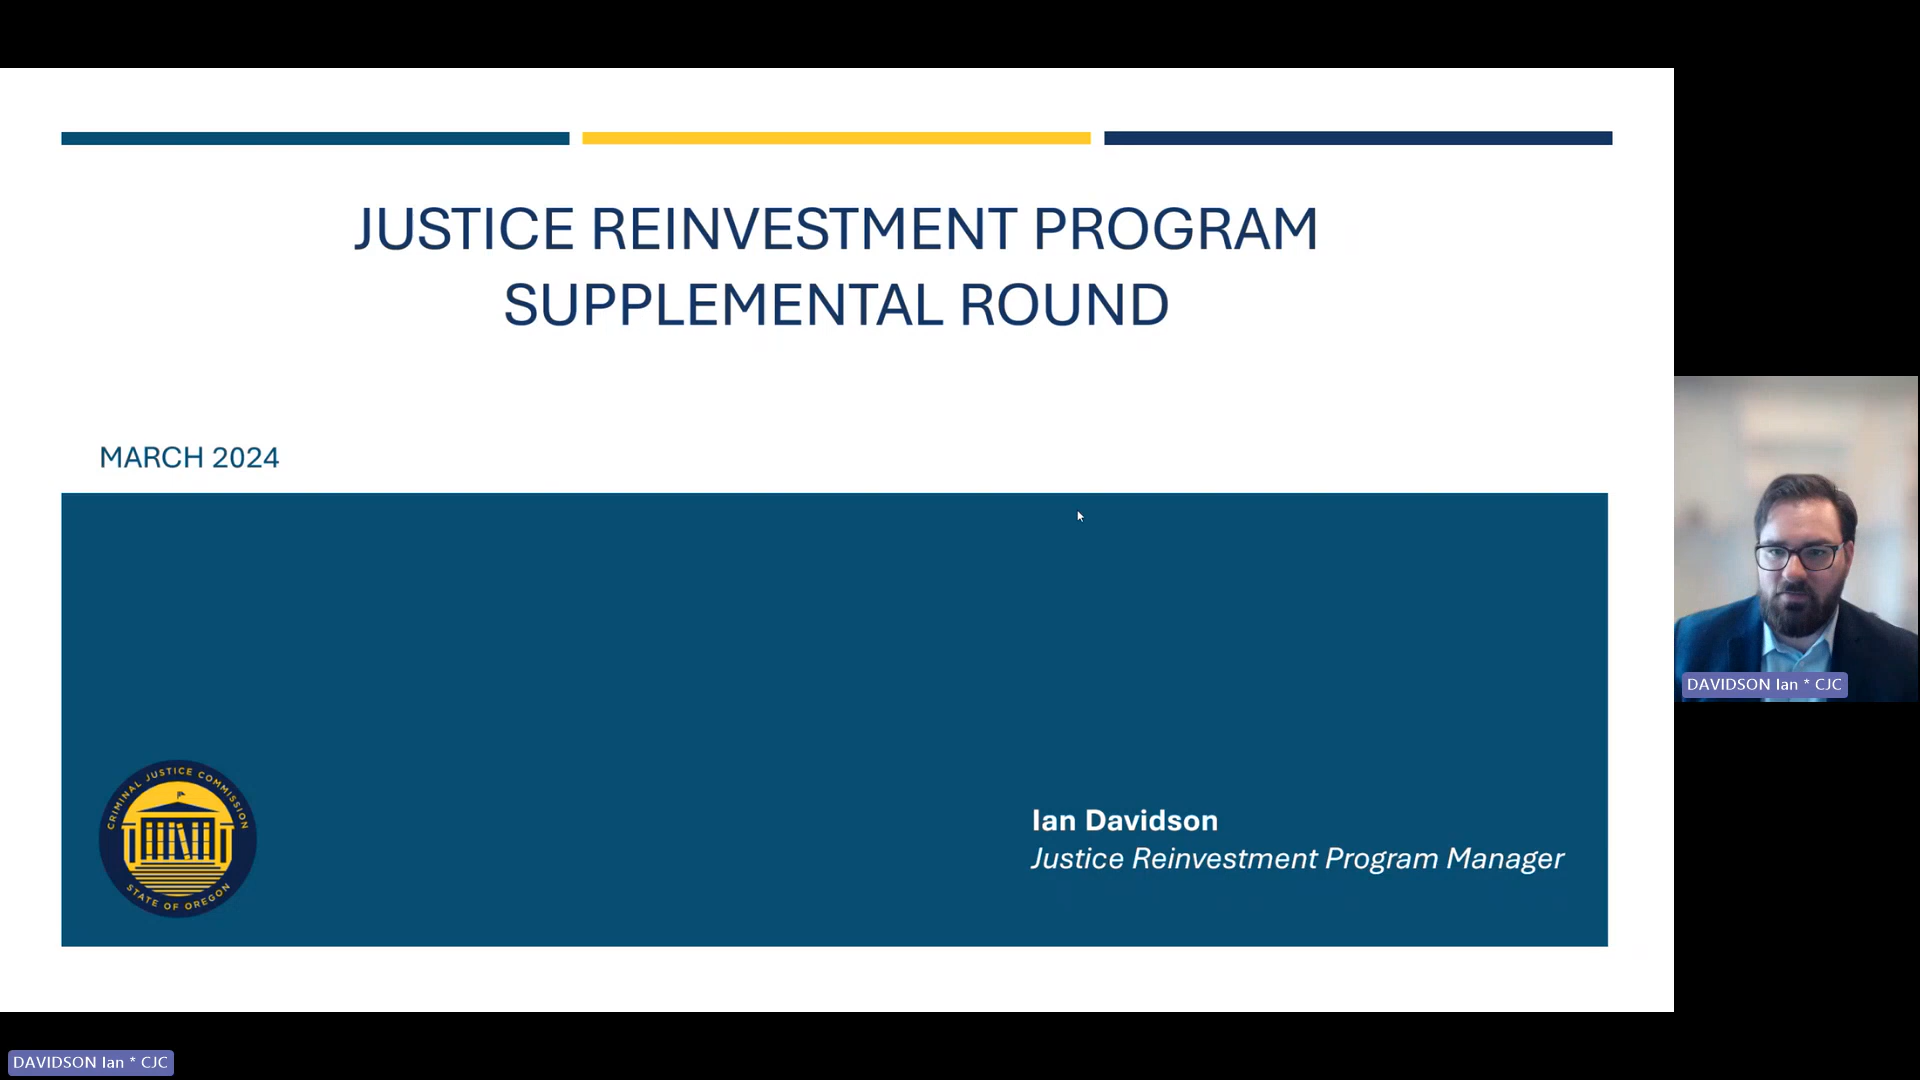 JUSTICE REINVESTMENT PROGRAM
SUPPLEMENTAL ROUND
MARCH 2024
CRIMINAL JUSTICE COMMISSION
STATE OF OREGON
Ian Davidson
Justice Reinvestment Program Manager
DAVIDSON Ian * CJC
DAVIDSON Ian * CJC